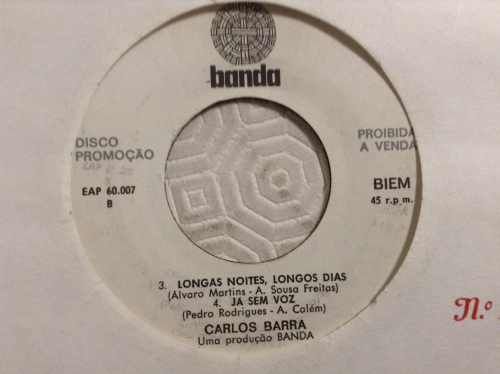 banda
DISCO
PROMOÇÃO
PROIBIDA
A VENDA
EAP 60.007
B
BIEM
45 r.p.m.
3. LONGAS NOITES, LONGOS DIAS
(Alvaro Martins - A. Sousa Freitas)
4. JÁ SEM VOZ
(Pedro Rodrigues - A. Calém)
CARLOS BARRA
Uma produção BANDA
N.º